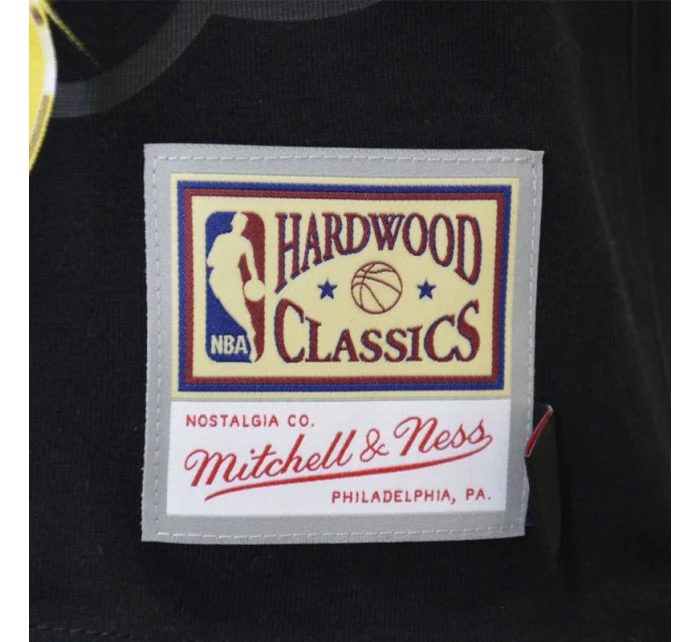 HARDWOOD
CLASSICS
NBA
NOSTALGIA CO.
Mitchell & Ness
PHILADELPHIA, PA.